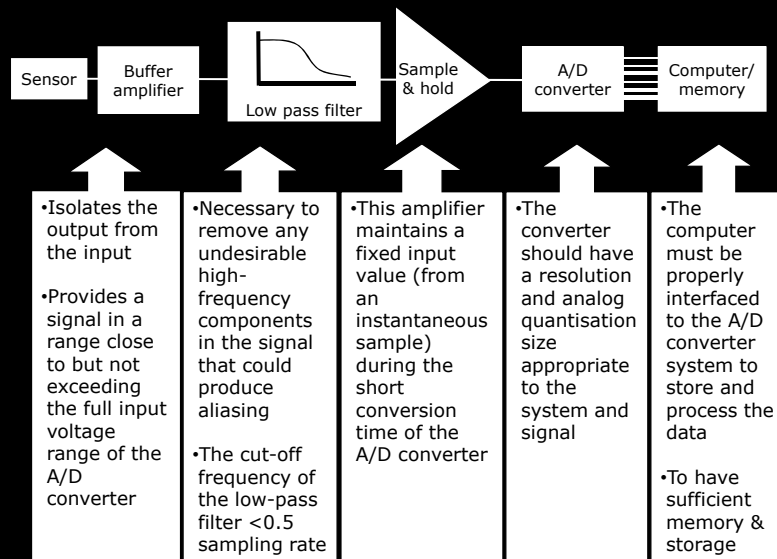 Sensor
Buffer
amplifier
Low pass filter
Sample
& hold
A/D
converter
Computer/
memory
•Isolates the
output from
the input
•Provides a
signal in a
range close
to but not
exceeding
the full input
voltage
range of the
A/D
converter
•Necessary to
remove any
undesirable
high-
frequency
components
in the signal
that could
produce
aliasing
•The cut-off
frequency of
the low-pass
filter <0.5
sampling rate
•This amplifier
maintains a
fixed input
value (from
an
instantaneous
sample)
during the
short
conversion
time of the
A/D converter
•The
converter
should have
a resolution
and analog
quantisation
size
appropriate
to the
system and
signal
•The
computer
must be
properly
interfaced
to the A/D
converter
system to
store and
process the
data
•To have
sufficient
memory &
storage